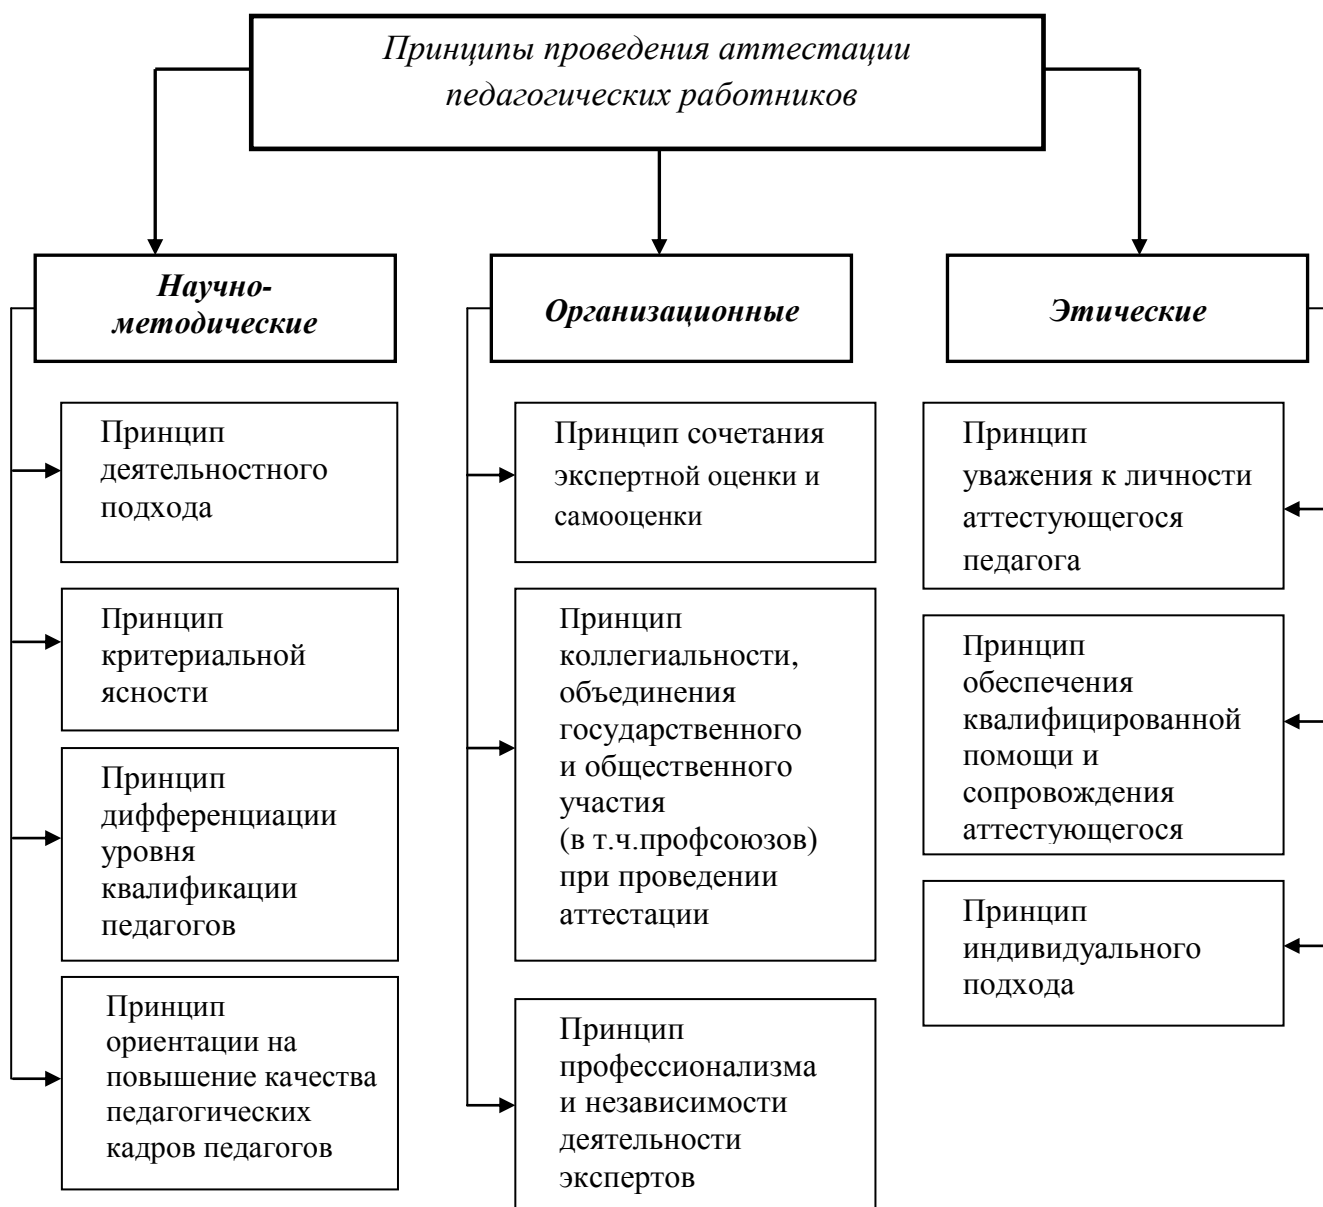 Принципы проведения аттестации
педагогических работников
Научно-
методические
Принцип
деятельностного
подхода
Принцип
критериальной
ясности
Принцип
дифференциации
уровня
квалификации
педагогов
Принцип
ориентации на
повышение качества
педагогических
кадров педагогов
Организационные
Принцип сочетания
экспертной оценки и
самооценки
Принцип
коллегиальности,
объединения
государственного
и общественного
участия
(в т.ч.профсоюзов)
при проведении
аттестации
Принцип
профессионализма
и независимости
деятельности
экспертов
Этические
Принцип
уважения к личности
аттестующегося
педагога
Принцип
обеспечения
квалифицированной
помощи и
сопровождения
аттестующегося
Принцип
индивидуального
подхода